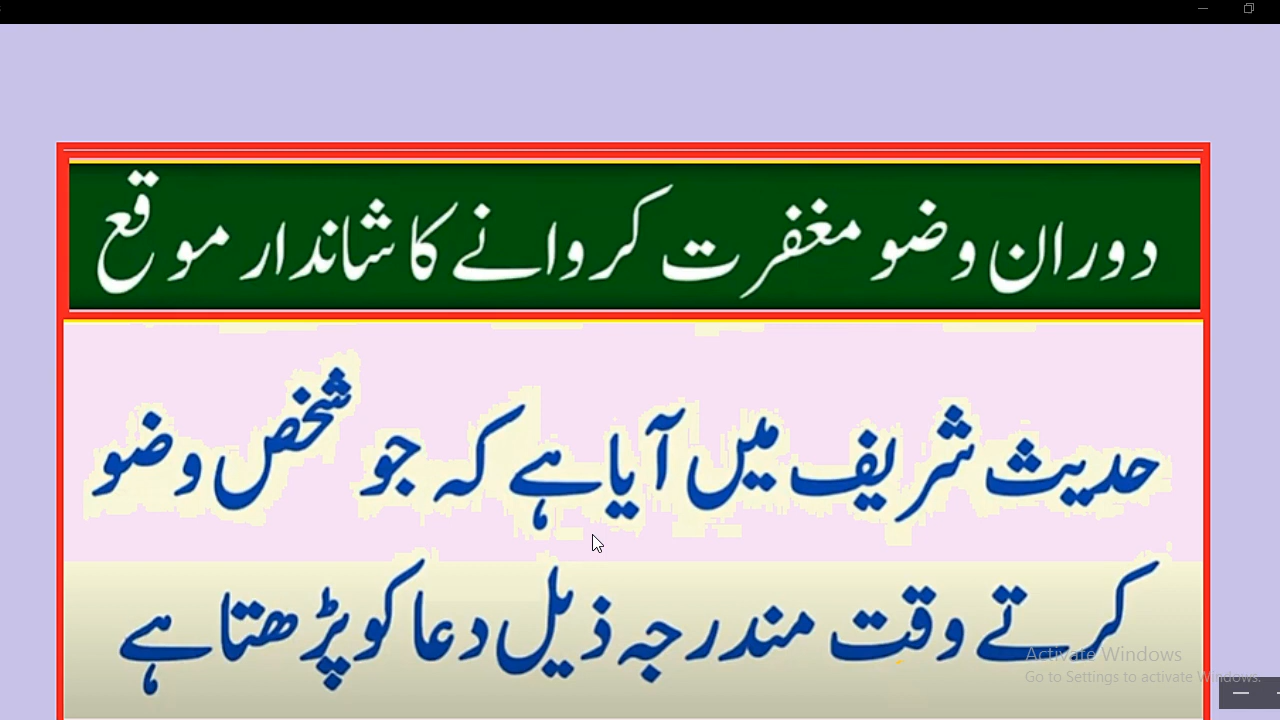 دوران وضو مغفرت کروانے کا شاندار موقع
حدیث شریف میں آیا ہے کہ جو شخص وضو
کرتے وقت مندرجہ ذیل دعا کو پڑھتا ہے
Activate Windows
Go to Settings to activate Windows.